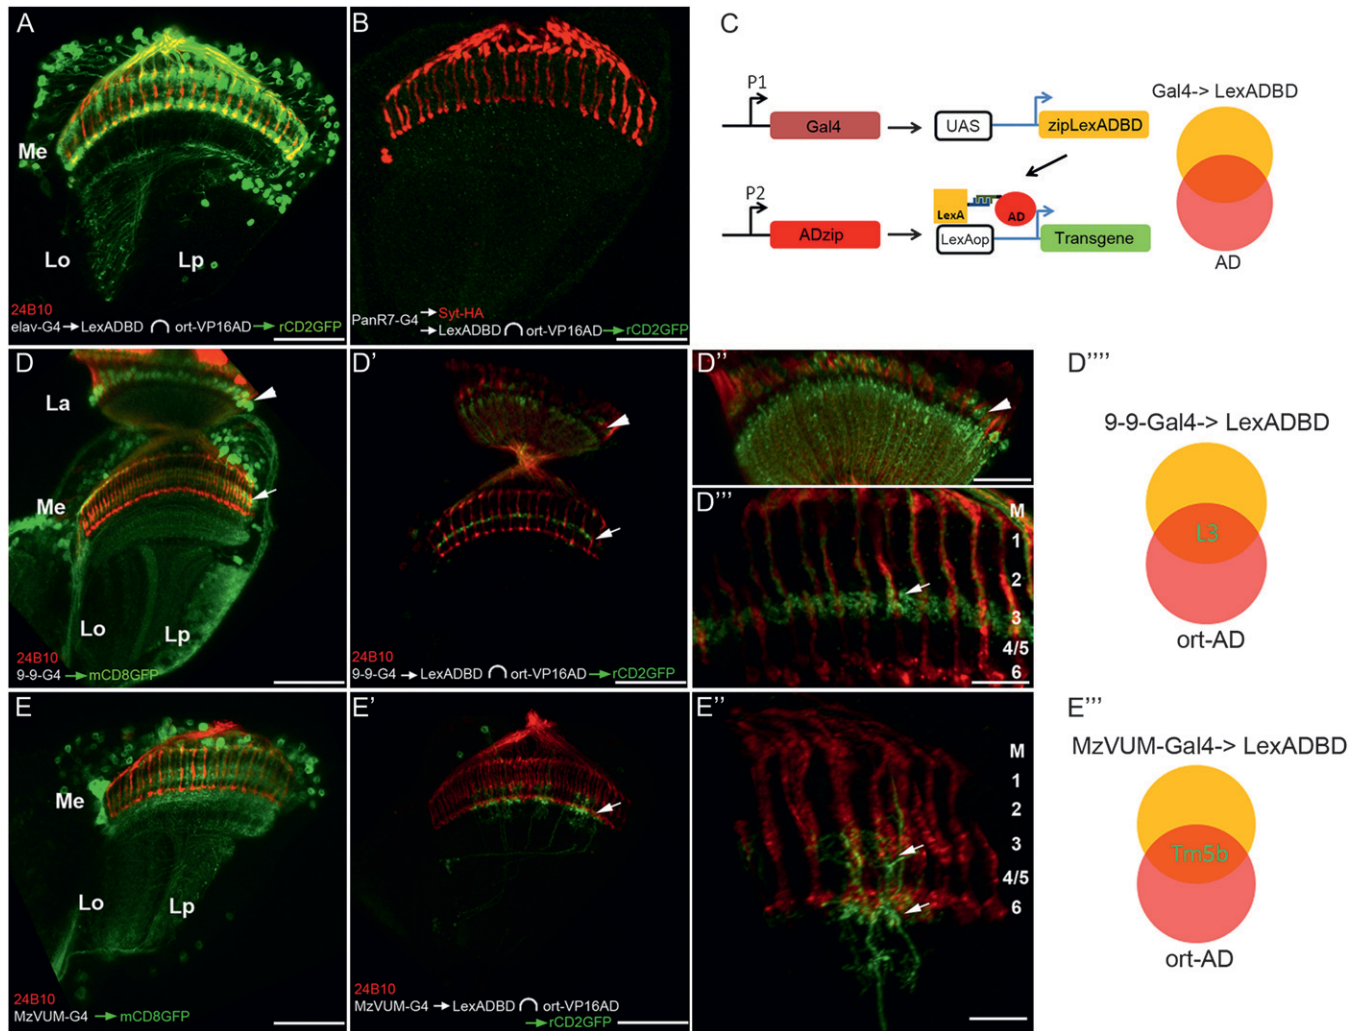 A
Me
Lo
Lp
24B10
elav-G4 → LexADBD ∩ ort-VP16AD → rCD2GFP
B
PanR7-G4 → Syt-HA
→ LexADBD ∩ ort-VP16AD → rCD2GFP
C
P1
Gal4
UAS
zipLexADBD
P2
ADzip
LexA
AD
LexAop
Transgene
Gal4-> LexADBD
AD
D
La
Me
Lo
Lp
24B10
9-9-G4 → mCD8GFP
D'
24B10
9-9-G4 → LexADBD ∩ ort-VP16AD → rCD2GFP
D''
D'''
M
1
2
3
4/5
6
D''''
9-9-Gal4-> LexADBD
L3
ort-AD
E
Me
Lo
Lp
24B10
MzVUM-G4 → mCD8GFP
E'
24B10
MzVUM-G4 → LexADBD ∩ ort-VP16AD
→ rCD2GFP
E''
M
1
2
3
4/5
6
E'''
MzVUM-Gal4-> LexADBD
Tm5b
ort-AD